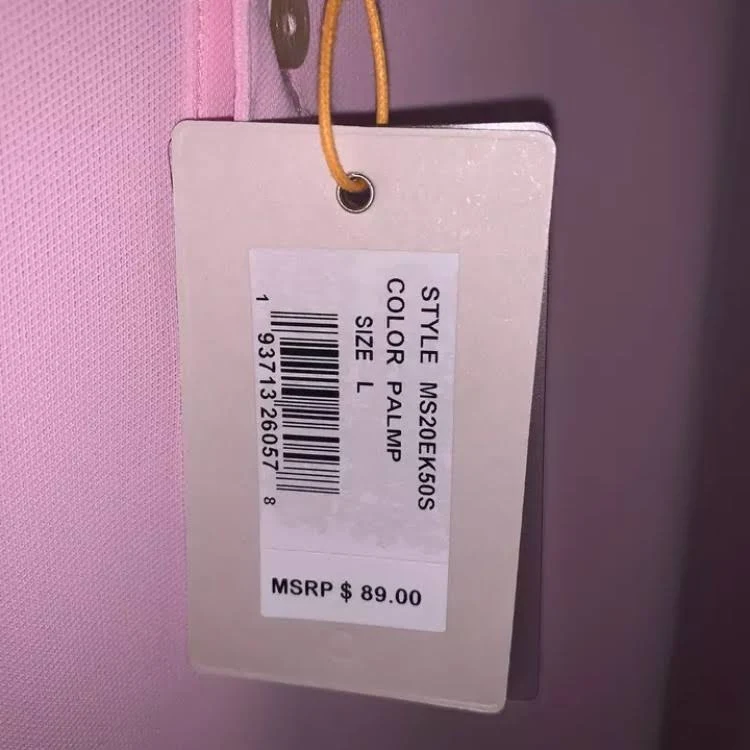 STYLE MS20EK50S
COLOR PALMP
SIZE L
1 93713 26057 8
MSRP $ 89.00